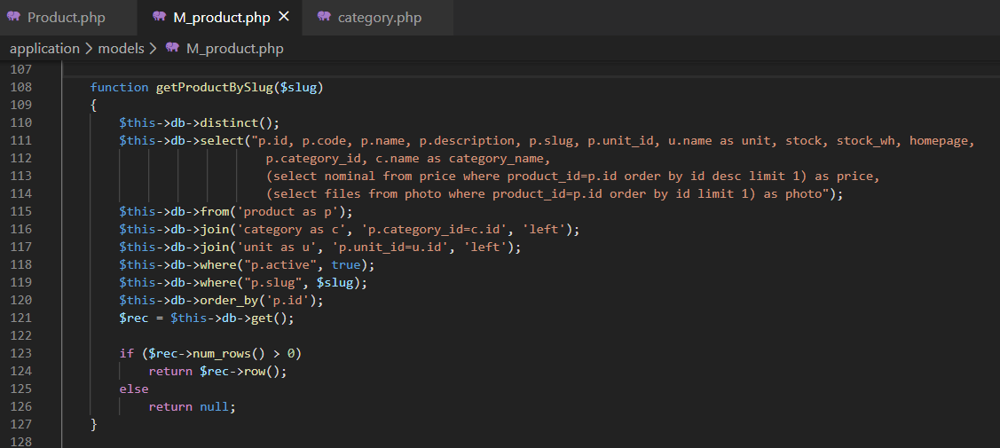 Product.php M_product.php × category.php
application > models > M_product.php
107
108 function getProductBySlug($slug)
109 {
110 $this->db->distinct();
111 $this->db->select("p.id, p.code, p.name, p.description, p.slug, p.unit_id, u.name as unit, stock, stock_wh, homepage,
112 p.category_id, c.name as category_name,
113 (select nominal from price where product_id=p.id order by id desc limit 1) as price,
114 (select files from photo where product_id=p.id order by id limit 1) as photo");
115 $this->db->from('product as p');
116 $this->db->join('category as c', 'p.category_id=c.id', 'left');
117 $this->db->join('unit as u', 'p.unit_id=u.id', 'left');
118 $this->db->where("p.active", true);
119 $this->db->where("p.slug", $slug);
120 $this->db->order_by('p.id');
121 $rec = $this->db->get();
122
123 if ($rec->num_rows() > 0)
124 return $rec->row();
125 else
126 return null;
127 }
128